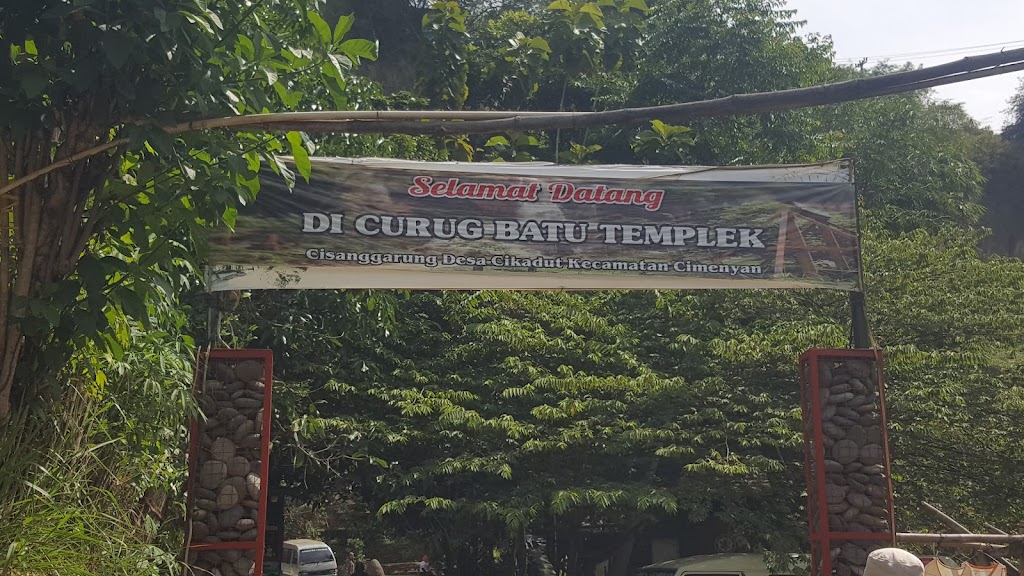 Selamat Datang
DI CURUG BATU TEMPLEK
Cisanggarung Desa Cikadut Kecamatan Cimenyan